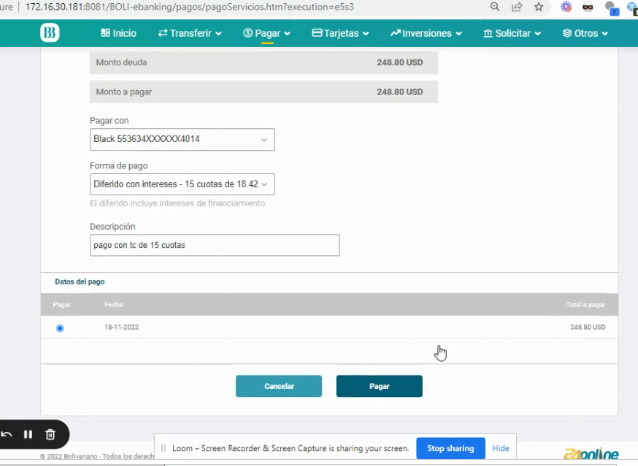 ure | 172.16.30.181:8081/BOLI-ebanking/pagos/pagoServicios.htm?execution=e5s3
BB Inicio Transferir Pagar Tarjetas Inversiones Solicitar Otros
Monto deuda 248.80 USD
Monto a pagar 248.80 USD
Pagar con
Black 553634XXXXXX4014
Forma de pago
Diferido con intereses - 15 cuotas de 18.42
El diferido incluye intereses de financiamiento.
Descripción
pago con tc de 15 cuotas
Datos del pago
Pagar Fecha Total a pagar
18-11-2022 248.80 USD
Cancelar Pagar
Loom – Screen Recorder & Screen Capture is sharing your screen. Stop sharing Hide
© 2022 Bolivariano - Todos los derech
24online